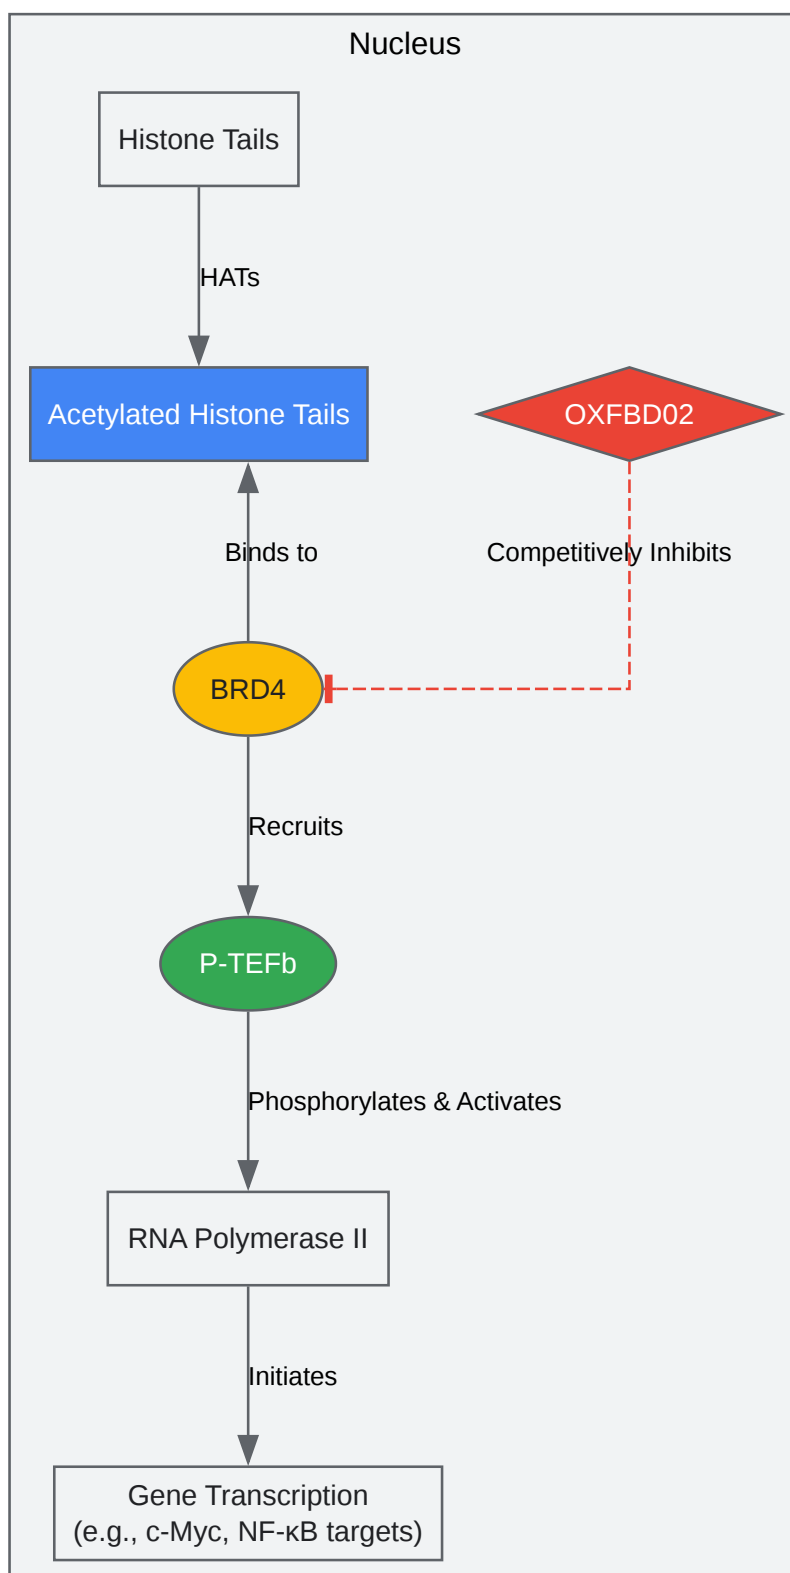 Nucleus
Histone Tails
HATs
Acetylated Histone Tails
OXFBD02
Binds to
Competitively Inhibits
BRD4
Recruits
P-TEFb
Phosphorylates & Activates
RNA Polymerase II
Initiates
Gene Transcription
(e.g., c-Myc, NF-κB targets)